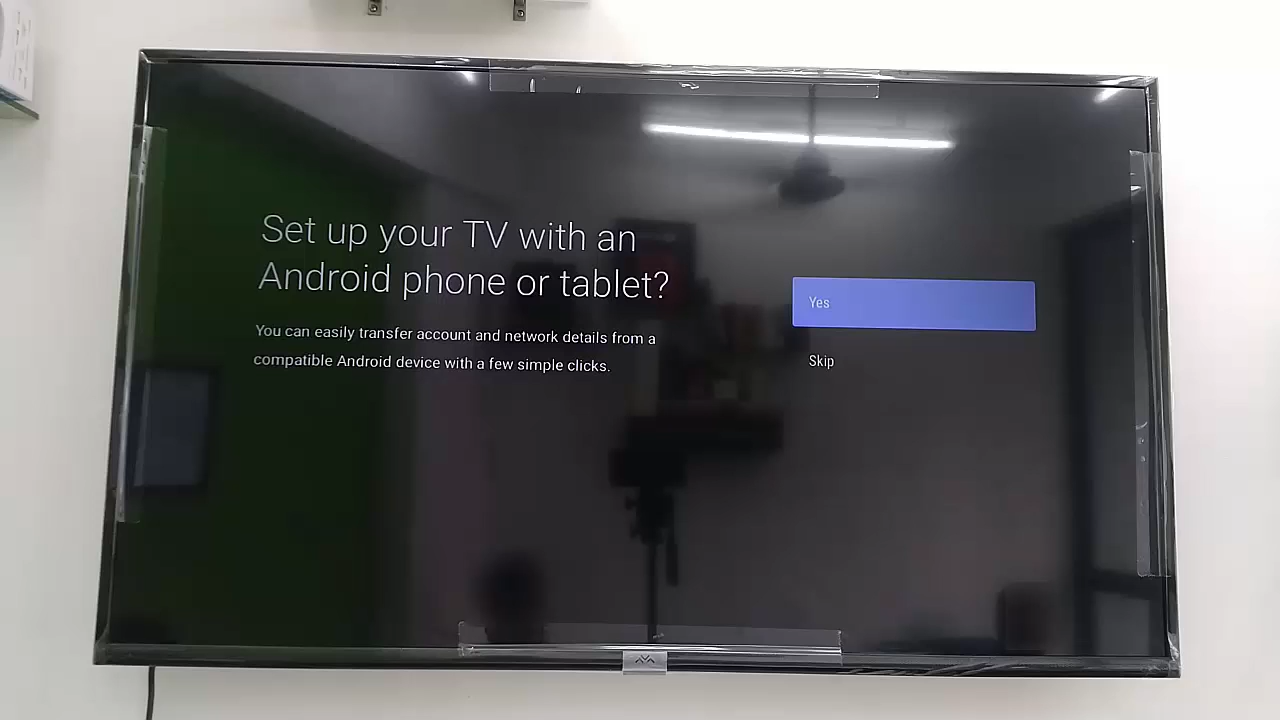 Set up your TV with an
Android phone or tablet?
You can easily transfer account and network details from a
compatible Android device with a few simple clicks.
Yes
Skip